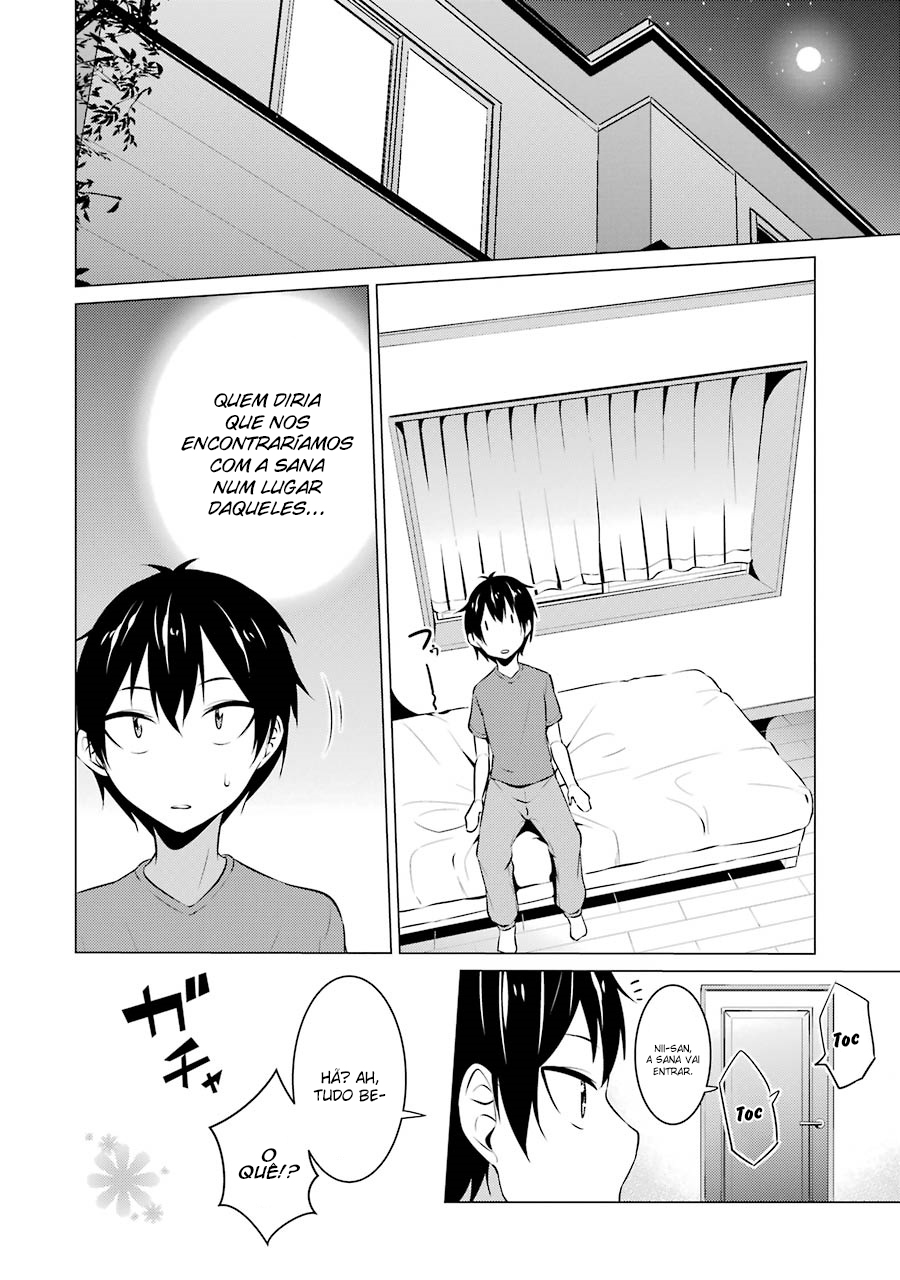 フゥ
QUEM DIRIA
QUE NOS
ENCONTRARÍAMOS
COM A SANA
NUM LUGAR
DAQUELES...
TOC
TOC
NII-SAN,
A SANA VAI
ENTRAR.
HÃ? AH,
TUDO BE-
O
QUÊ!?
ガチャ